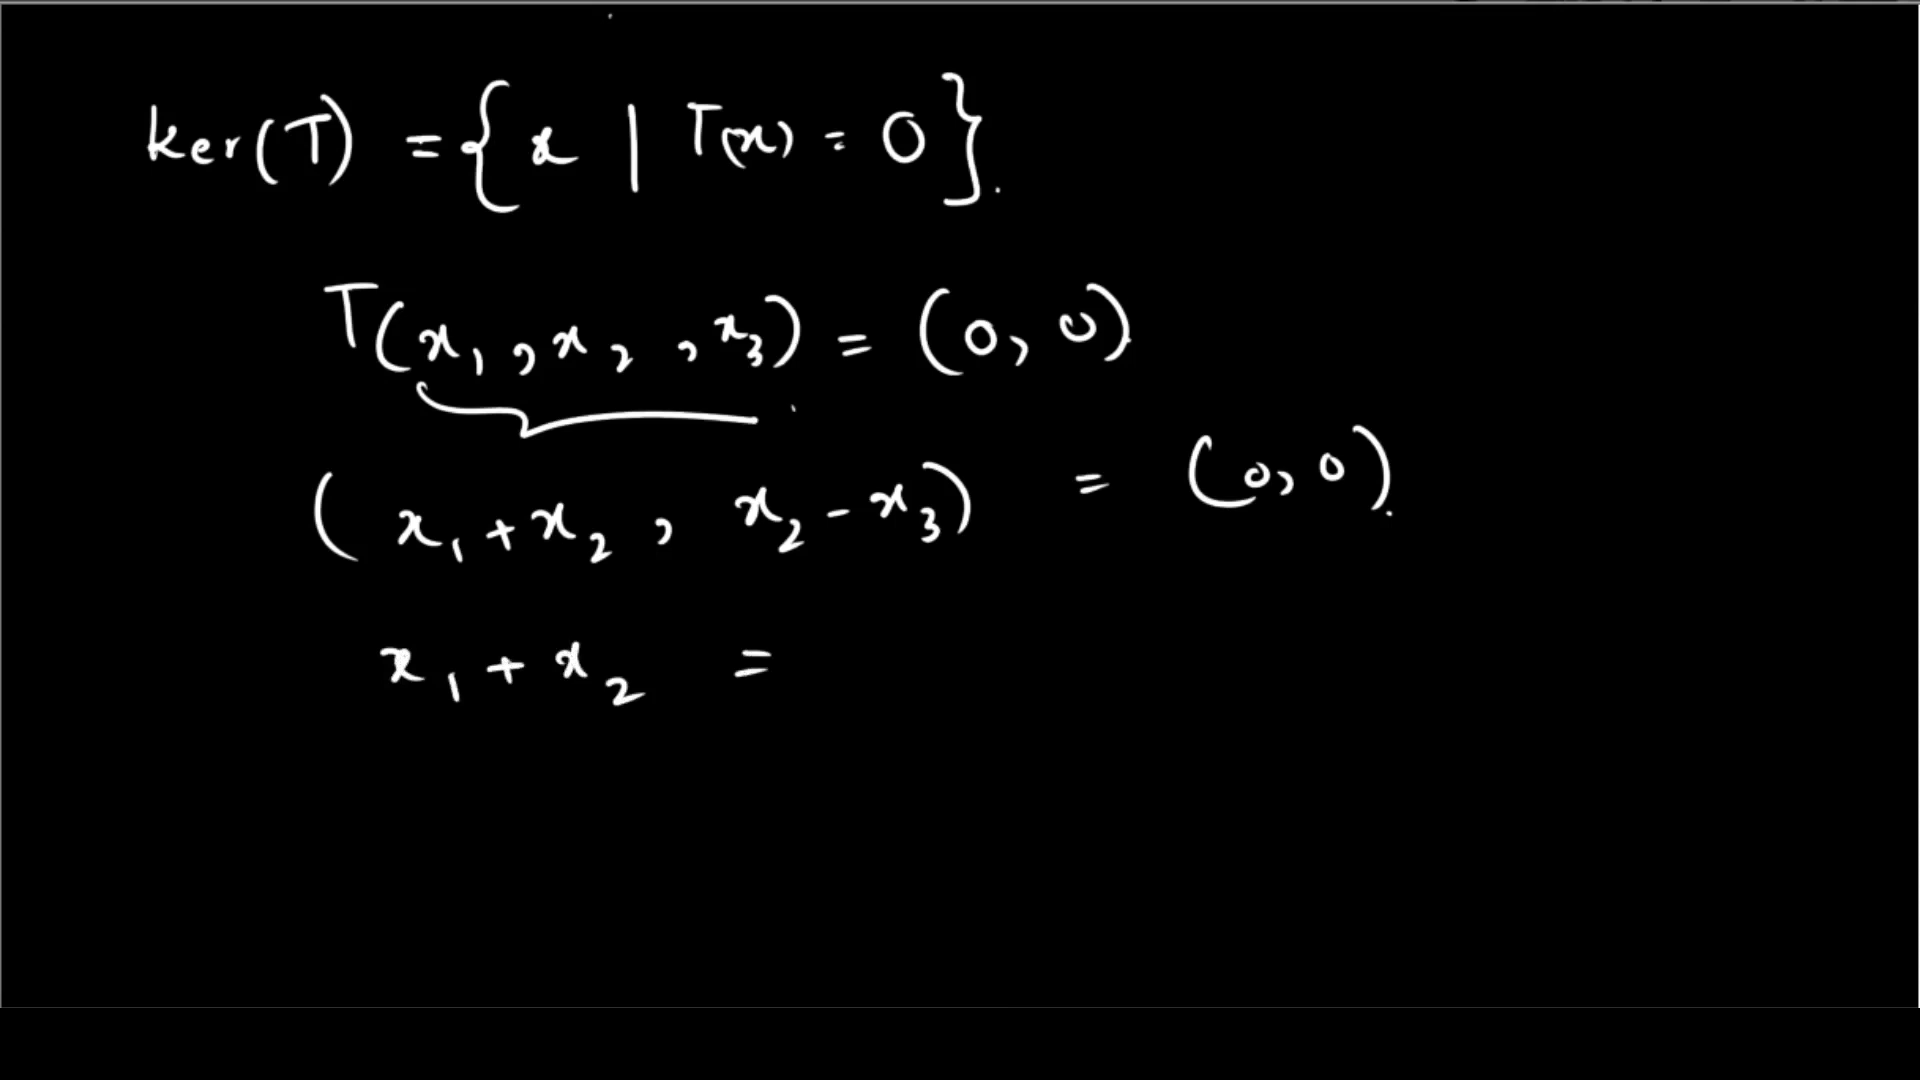 ker(T) = { x | T(x) = 0 }.
T(x₁, x₂, x₃) = (0, 0)
(x₁ + x₂, x₂ - x₃) = (0, 0).
x₁ + x₂ =